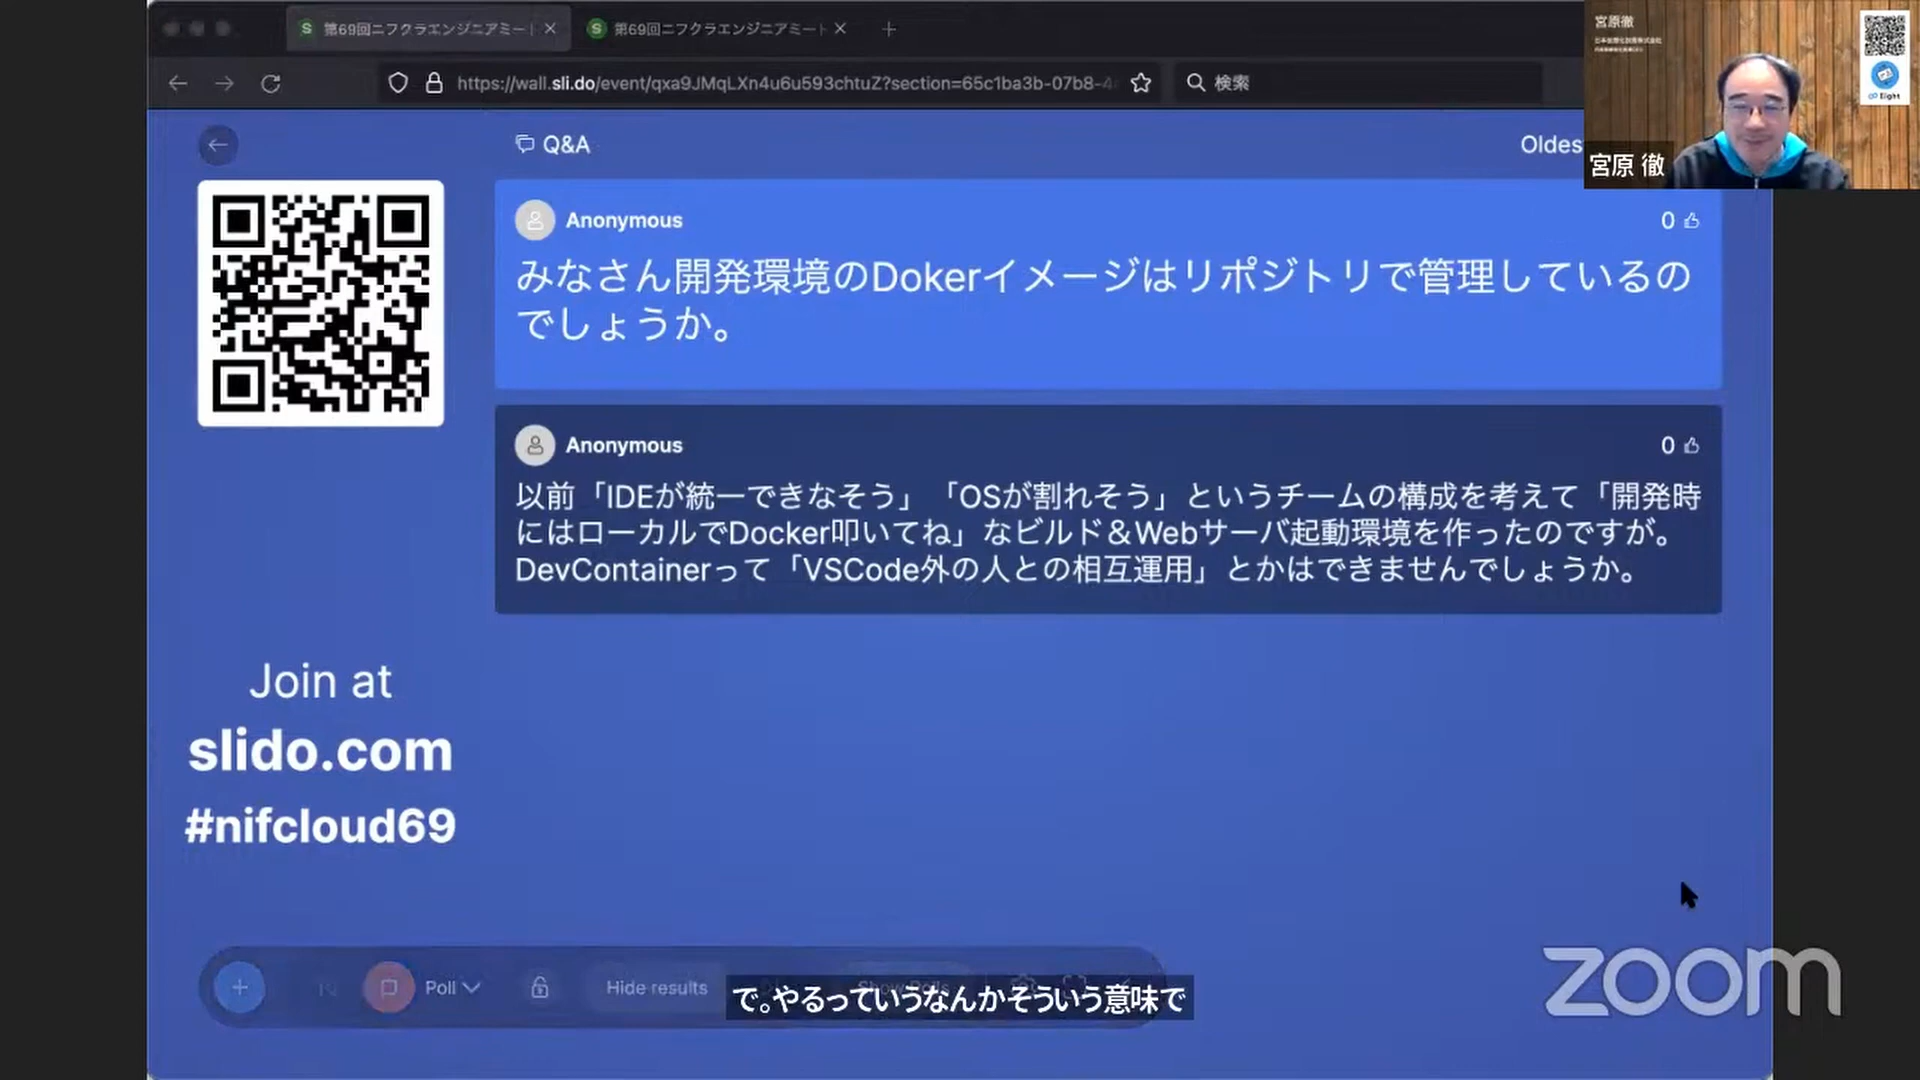 第69回ニフクラエンジニアミート
第69回ニフクラエンジニアミート
https://wall.sli.do/event/qxa9JMqLXn4u6u593chtuZ?section=65c1ba3b-07b8-4
検索
宮原徹
Eight
宮原 徹
Q&A
Oldes
Anonymous
0
みなさん開発環境のDokerイメージはリポジトリで管理しているの
でしょうか。
Anonymous
0
以前「IDEが統一できなそう」「OSが割れそう」というチームの構成を考えて「開発時
にはローカルでDocker叩いてね」なビルド＆Webサーバ起動環境を作ったのですが。
DevContainerって「VSCode外の人との相互運用」とかはできませんでしょうか。
Join at
slido.com
#nifcloud69
Poll
Hide results
Show Polls
で。やるっていうなんかそういう意味で
zoom